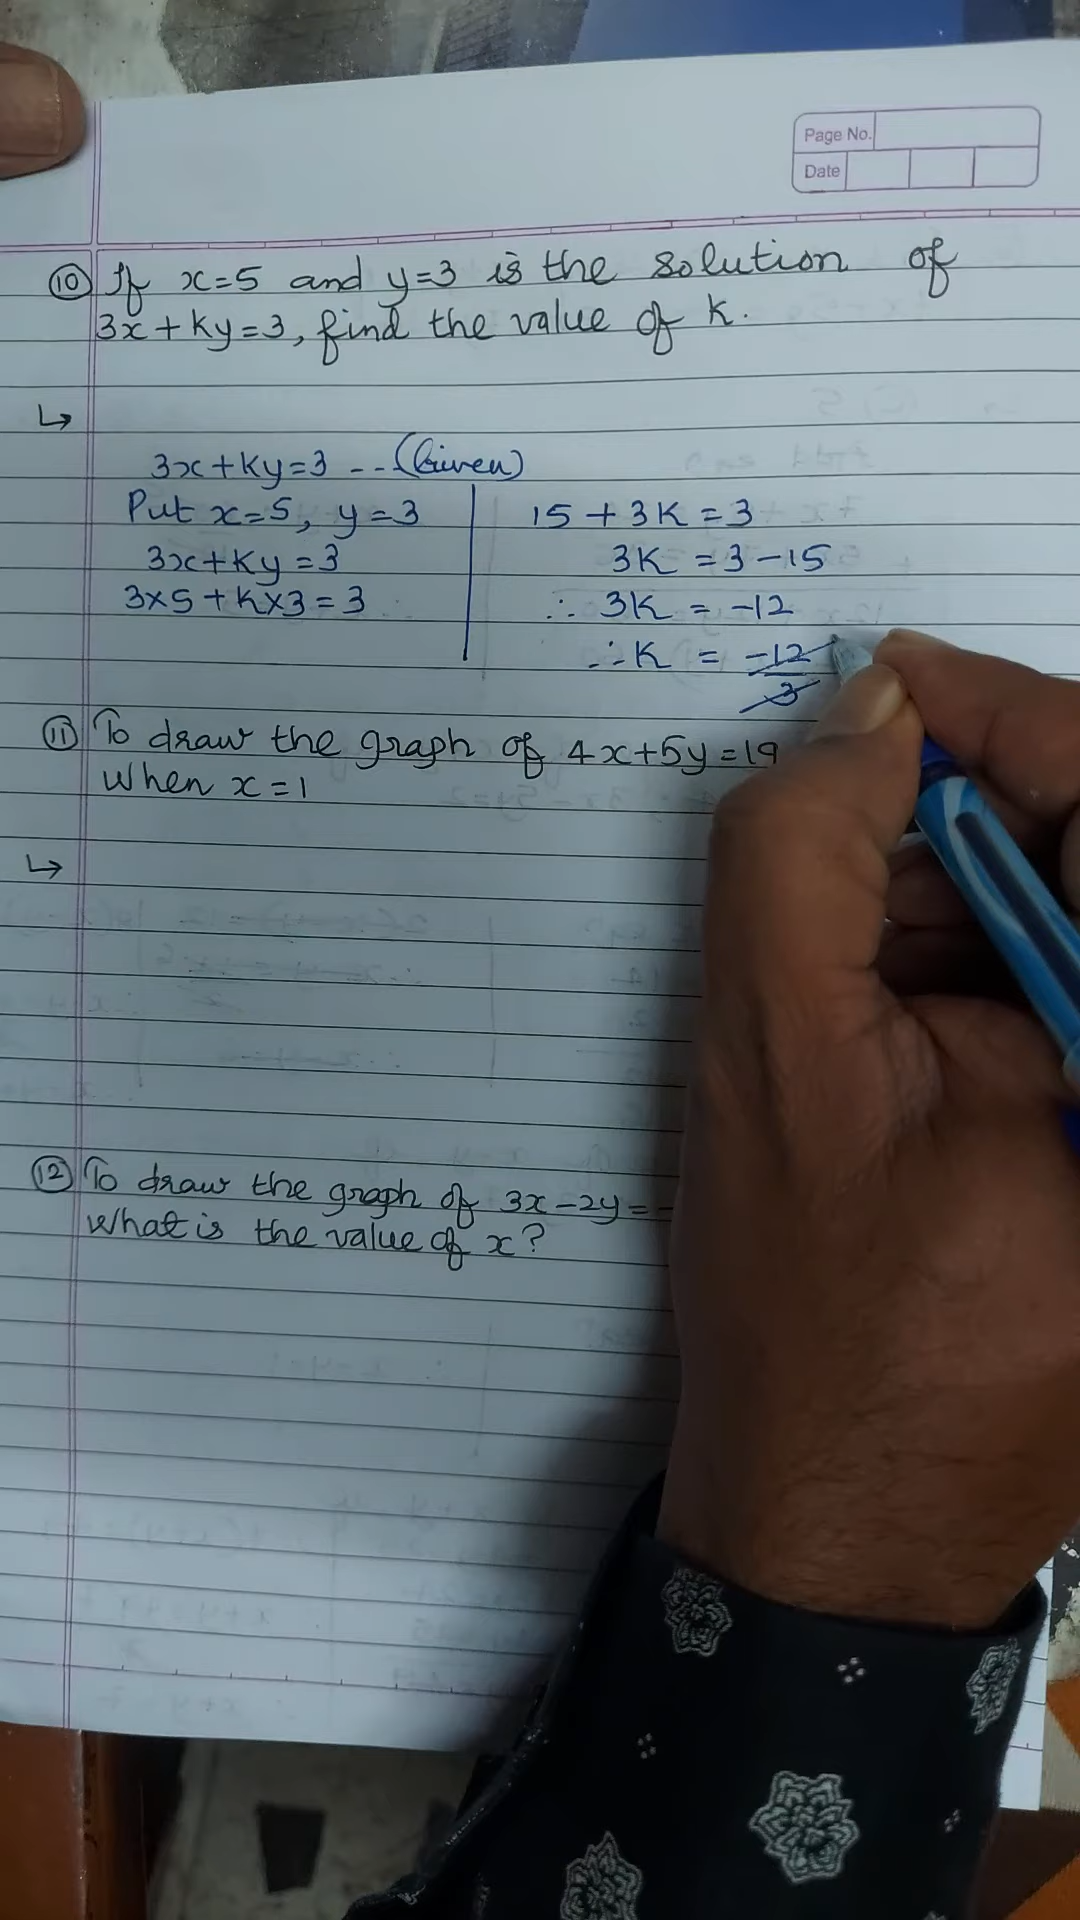 Page No.
Date
⑩ If x=5 and y=3 is the solution of
3x+ky=3, find the value of k.
↳
3x+ky=3 --(Given)
Put x=5, y=3
3x+ky=3
3×5+k×3=3
15+3k=3
3k=3-15
∴ 3k=-12
∴ k = -12
3
⑪ To draw the graph of 4x+5y=19
When x=1
↳
⑫ To draw the graph of 3x-2y=-
What is the value of x?